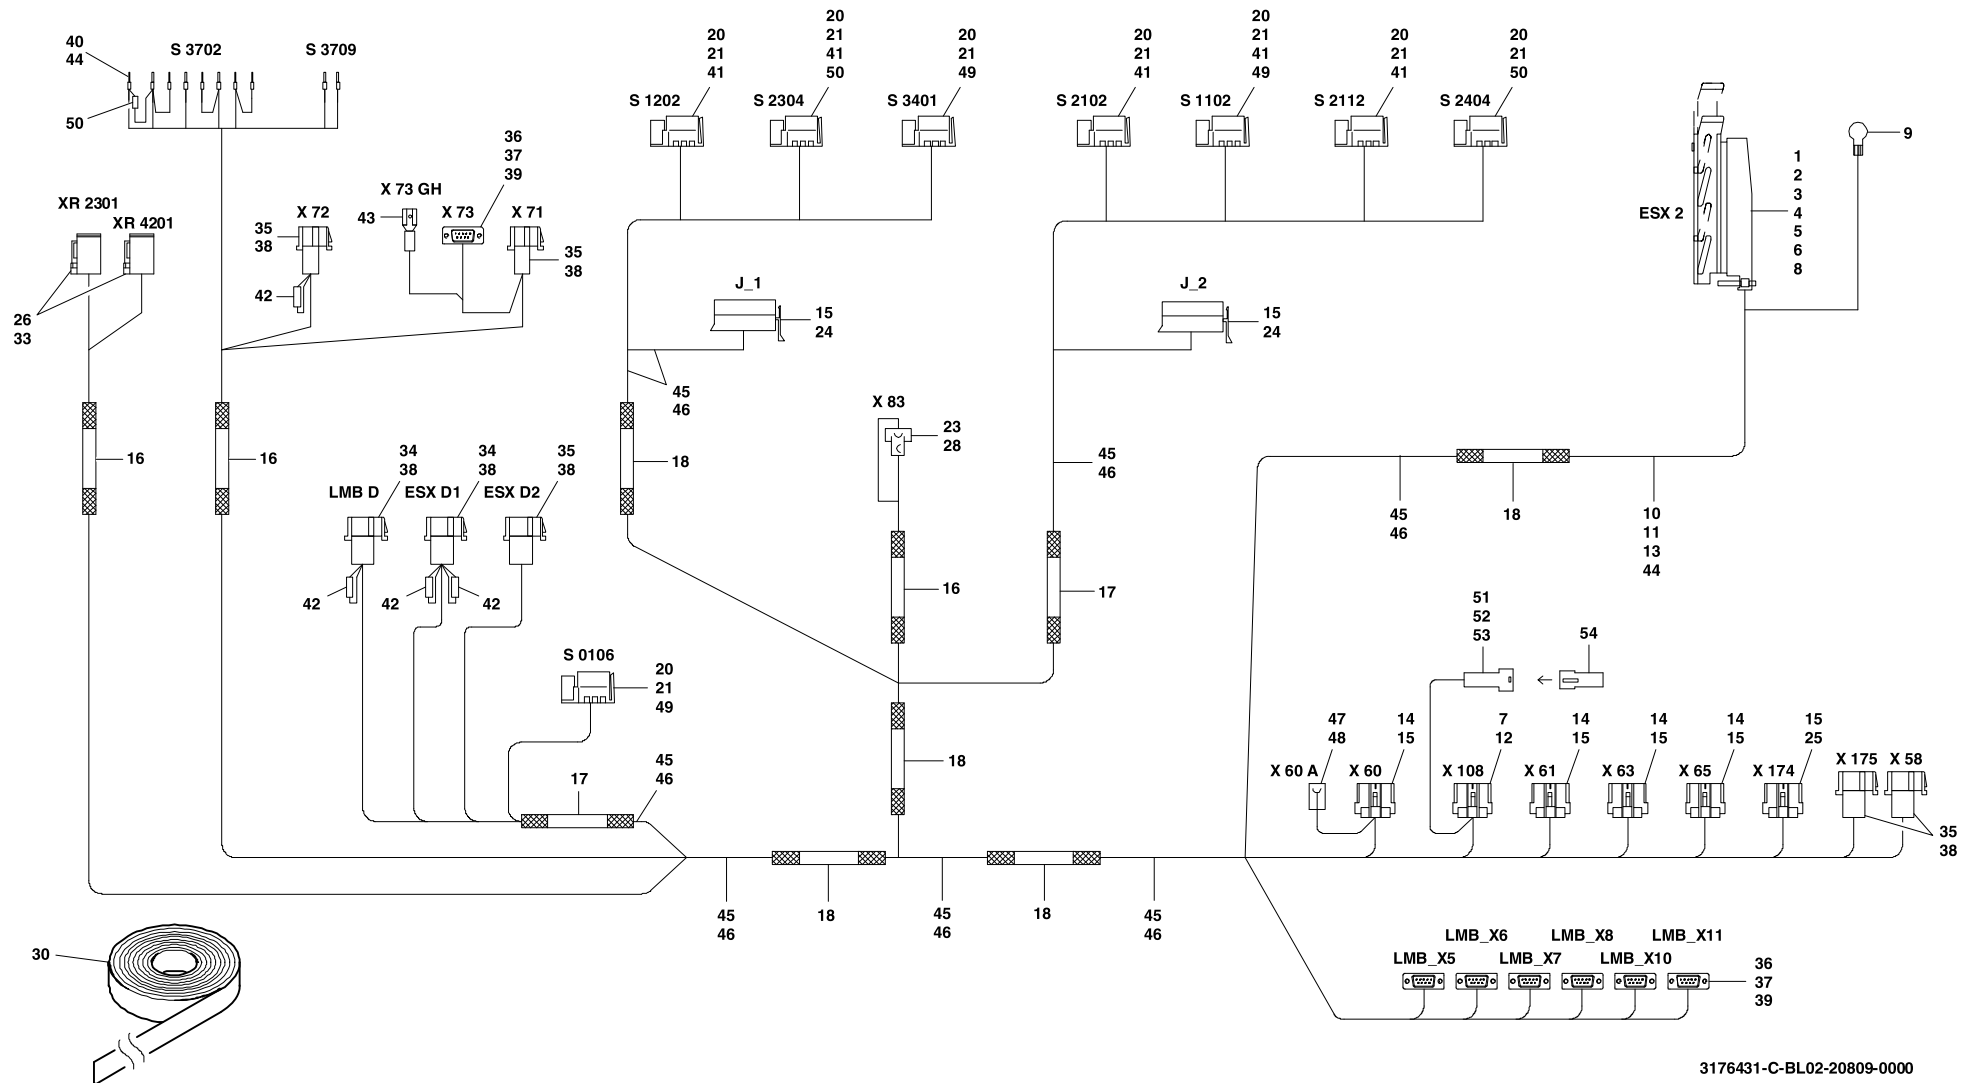 20
20
40
S 3702
S 3709
20
21
20
20
21
20
20
44
21
41
21
21
41
21
21
41
50
49
41
49
41
50
S 1202
S 2304
S 3401
S 2102
S 1102
S 2112
S 2404
50
36
37
39
9
1
2
3
4
5
6
8
ESX 2
X 73 GH
XR 2301
XR 4201
X 72
43
X 73
X 71
35
38
35
38
42
26
33
J_1
15
24
J_2
15
24
45
46
X 83
23
28
16
16
18
45
46
34
38
34
38
35
38
LMB D
ESX D1
ESX D2
45
46
18
10
11
13
44
42
42
42
16
17
51
52
53
54
S 0106
20
21
49
47
48
14
15
7
12
14
15
14
15
14
15
15
25
X 60 A
X 60
X 108
X 61
X 63
X 65
X 174
X 175
X 58
17
45
46
18
35
38
45
46
18
45
46
18
45
46
30
LMB_X6
LMB_X8
LMB_X11
LMB_X5
LMB_X7
LMB_X10
36
37
39
3176431-C-BL02-20809-0000